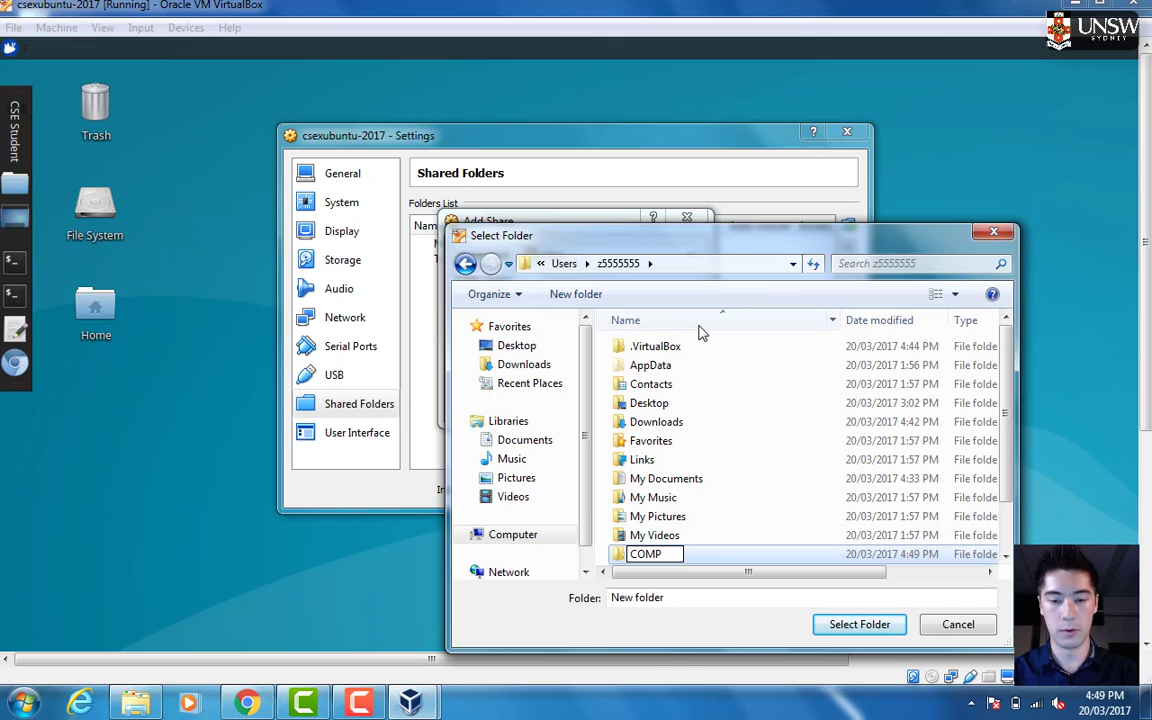 csexubuntu-2017 [Running] - Oracle VM VirtualBox
File Machine View Input Devices Help
UNSW
SYDNEY
CSE Student
Trash
File System
Home
csexubuntu-2017 - Settings
General
System
Display
Storage
Audio
Network
Serial Ports
USB
Shared Folders
User Interface
Shared Folders
Folders List
Nam
Add Share
Select Folder
« Users z5555555
Search z5555555
Organize New folder
Favorites
Desktop
Downloads
Recent Places
Libraries
Documents
Music
Pictures
Videos
Computer
Network
Name Date modified Type
.VirtualBox 20/03/2017 4:44 PM File folde
AppData 20/03/2017 1:56 PM File folde
Contacts 20/03/2017 1:57 PM File folde
Desktop 20/03/2017 3:02 PM File folde
Downloads 20/03/2017 4:42 PM File folde
Favorites 20/03/2017 1:57 PM File folde
Links 20/03/2017 1:57 PM File folde
My Documents 20/03/2017 4:33 PM File folde
My Music 20/03/2017 1:57 PM File folde
My Pictures 20/03/2017 1:57 PM File folde
My Videos 20/03/2017 1:57 PM File folde
COMP 20/03/2017 4:49 PM File folde
Folder: New folder
Select Folder Cancel
4:49 PM
20/03/2017